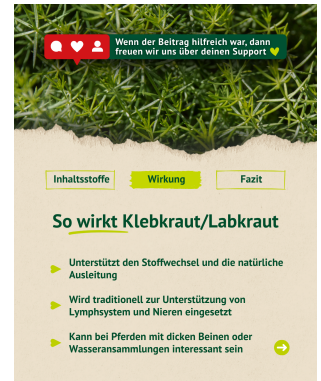 Wenn der Beitrag hilfreich war, dann
freuen wir uns über deinen Support
Inhaltsstoffe
Wirkung
Fazit
So wirkt Klebkraut/Labkraut
Unterstützt den Stoffwechsel und die natürliche
Ausleitung
Wird traditionell zur Unterstützung von
Lymphsystem und Nieren eingesetzt
Kann bei Pferden mit dicken Beinen oder
Wasseransammlungen interessant sein